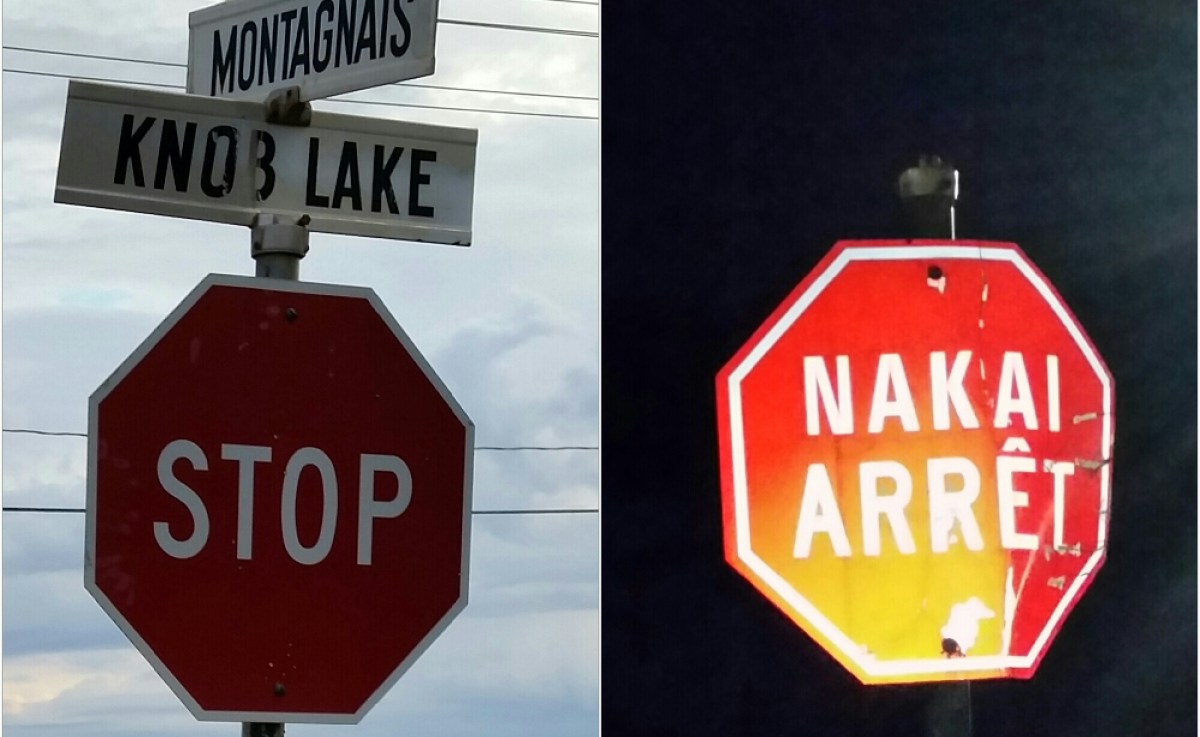 MONTAGNAIS
KNOB LAKE
STOP
NAKAI
ARRÊT